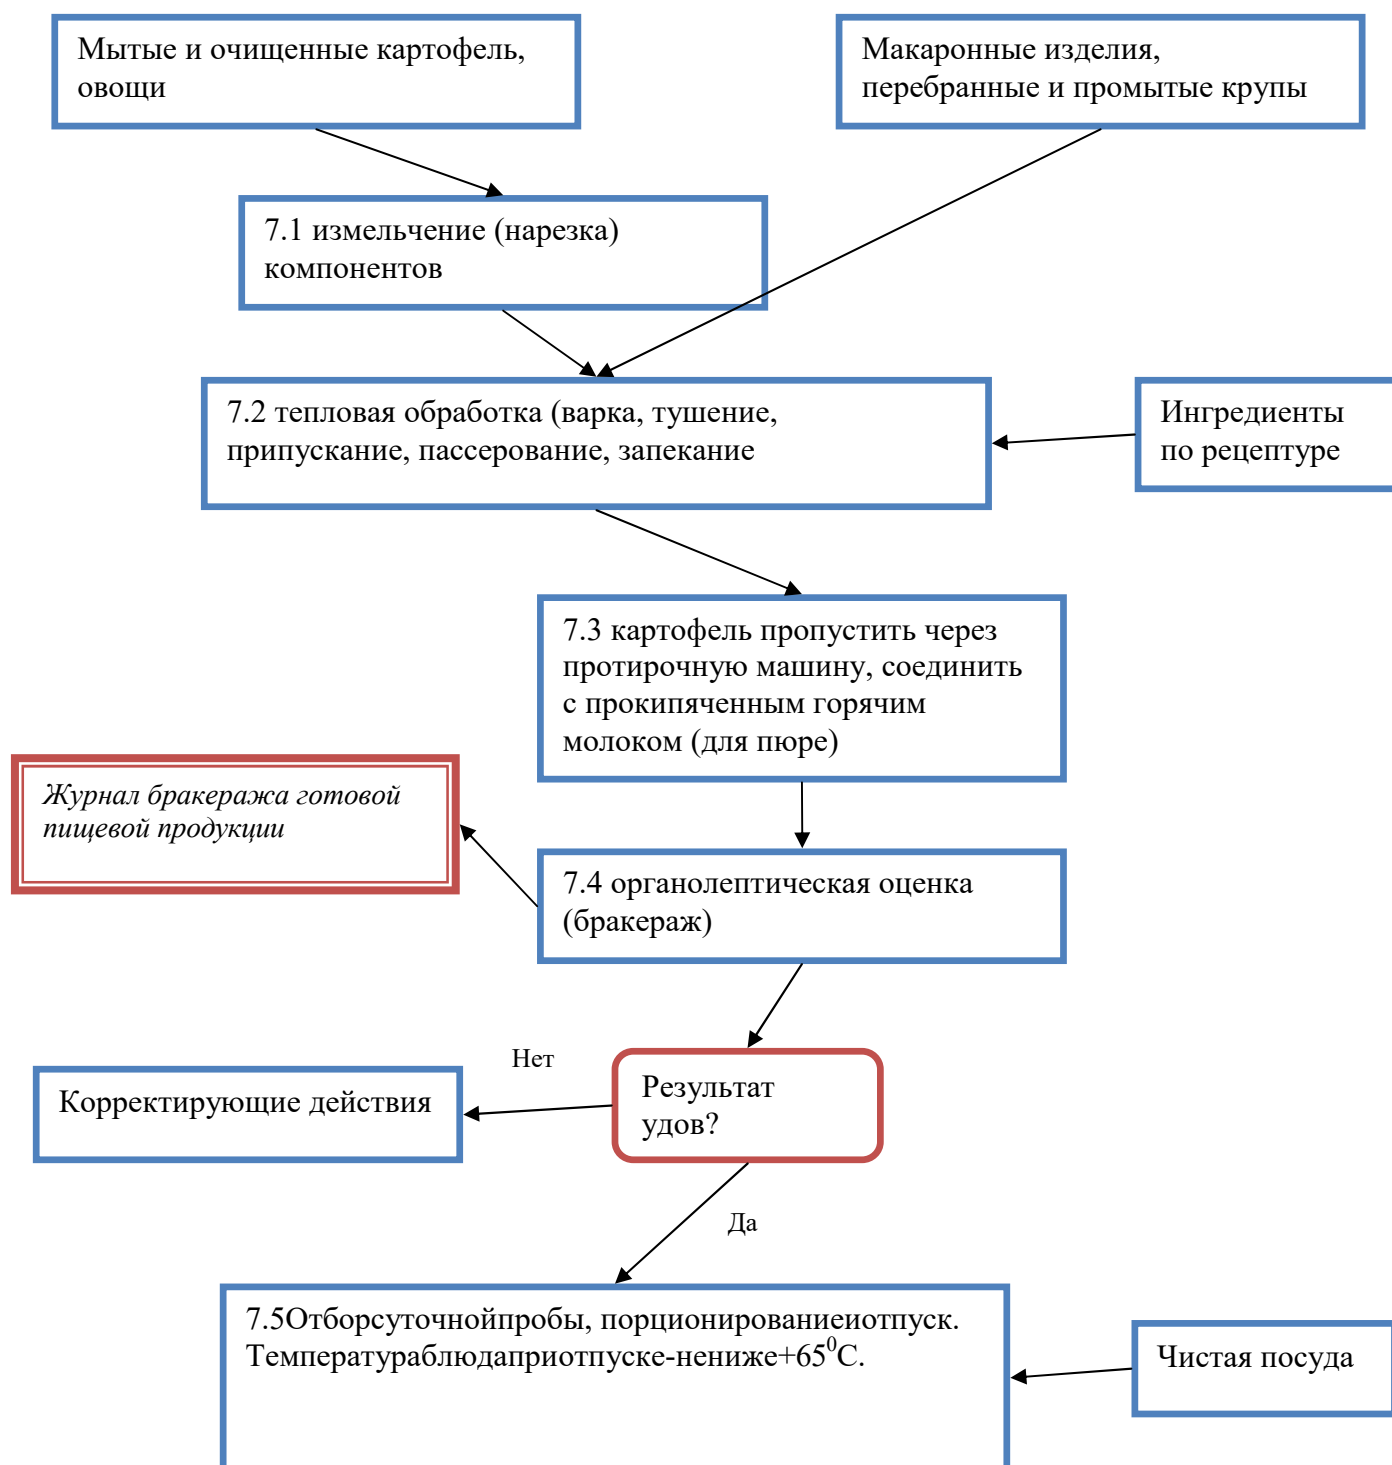 Мытые и очищенные картофель,
овощи
Макаронные изделия,
перебранные и промытые крупы
7.1 измельчение (нарезка)
компонентов
7.2 тепловая обработка (варка, тушение,
припускание, пассерование, запекание
Ингредиенты
по рецептуре
7.3 картофель пропустить через
протирочную машину, соединить
с прокипяченным горячим
молоком (для пюре)
Журнал бракеража готовой
пищевой продукции
7.4 органолептическая оценка
(бракераж)
Нет
Результат
удов?
Корректирующие действия
Да
7.5Отборсуточнойпробы, порционированиеиотпуск.
Температураблюдаприотпуске-нениже+65⁰С.
Чистая посуда